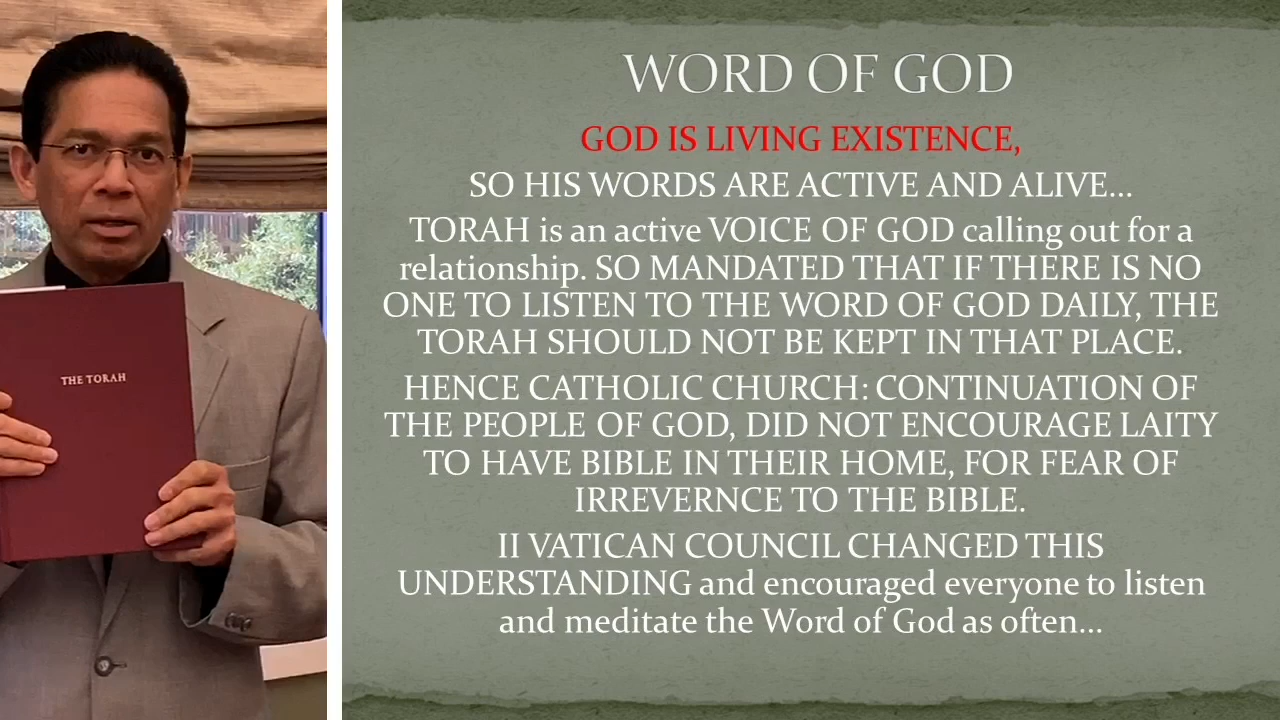 THE TORAH
WORD OF GOD
GOD IS LIVING EXISTENCE,
SO HIS WORDS ARE ACTIVE AND ALIVE...
TORAH is an active VOICE OF GOD calling out for a
relationship. SO MANDATED THAT IF THERE IS NO
ONE TO LISTEN TO THE WORD OF GOD DAILY, THE
TORAH SHOULD NOT BE KEPT IN THAT PLACE.
HENCE CATHOLIC CHURCH: CONTINUATION OF
THE PEOPLE OF GOD, DID NOT ENCOURAGE LAITY
TO HAVE BIBLE IN THEIR HOME, FOR FEAR OF
IRREVERNCE TO THE BIBLE.
II VATICAN COUNCIL CHANGED THIS
UNDERSTANDING and encouraged everyone to listen
and meditate the Word of God as often...